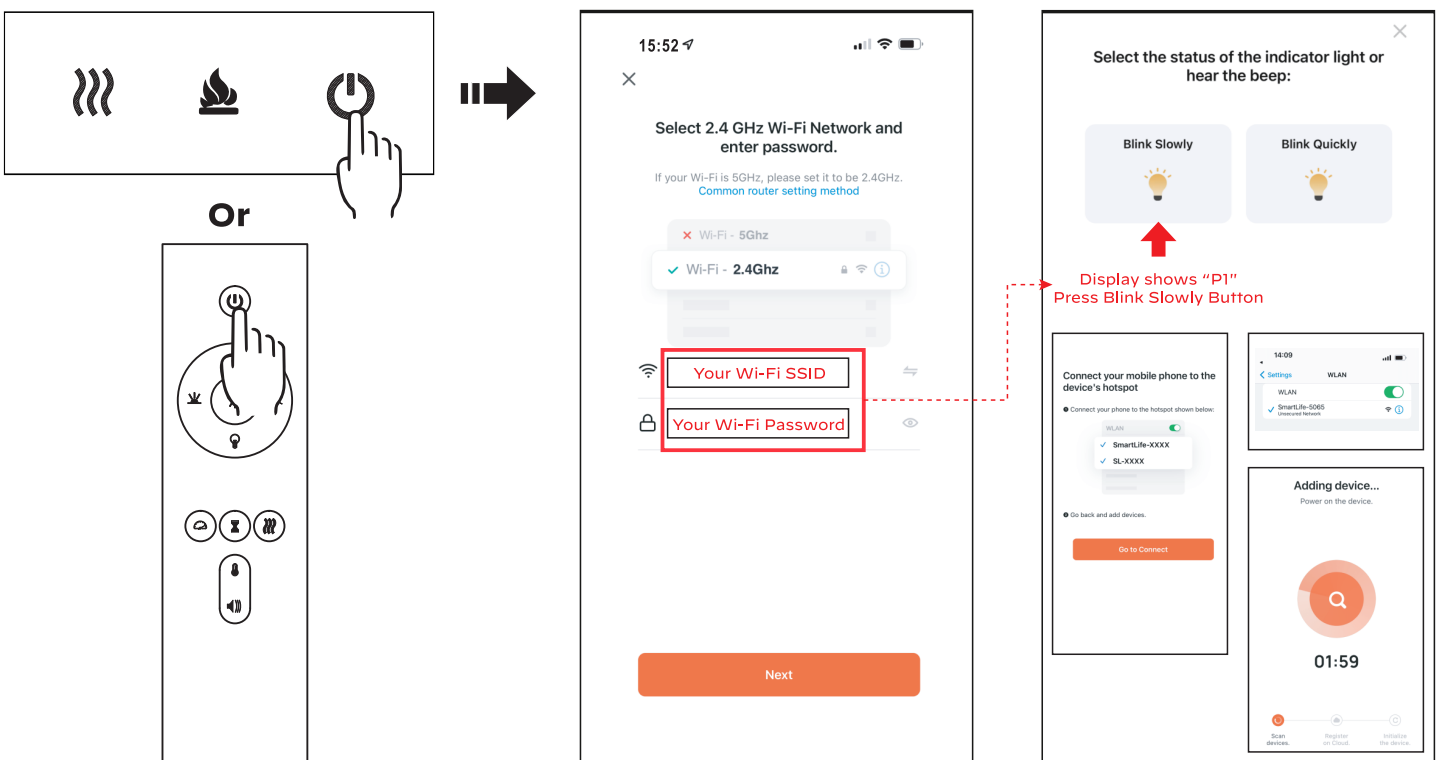 Or
15:52
Select 2.4 GHz Wi-Fi Network and
enter password.
If your Wi-Fi is 5GHz, please set it to be 2.4GHz.
Common router setting method
Wi-Fi - 5Ghz
Wi-Fi - 2.4Ghz
Your Wi-Fi SSID
Your Wi-Fi Password
Next
Select the status of the indicator light or
hear the beep:
Blink Slowly
Blink Quickly
Display shows “P1”
Press Blink Slowly Button
Connect your mobile phone to the
device's hotspot
1 Connect your phone to the hotspot shown below:
WLAN
SmartLife-XXXX
SL-XXXX
2 Go back and add devices.
Go to Connect
14:09
Settings
WLAN
WLAN
SmartLife-5065
Unsecured Network
Adding device...
Power on the device.
01:59
Scan
devices.
Register
on Cloud.
Initialize
the device.